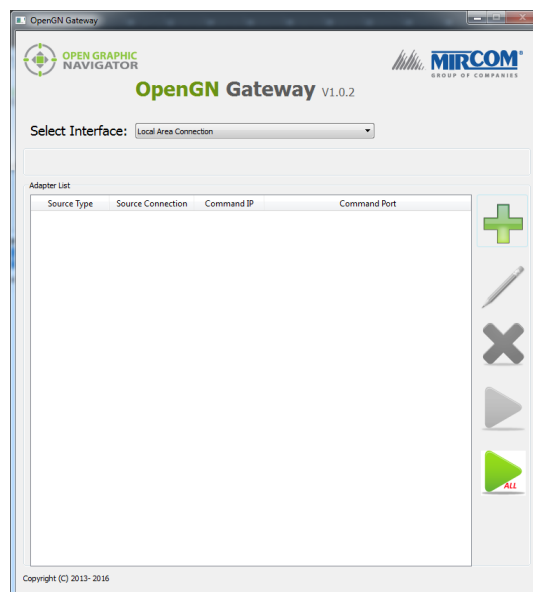 OpenGN Gateway
OPEN GRAPHIC
NAVIGATOR
MIRCOM®
GROUP OF COMPANIES
OpenGN Gateway V1.0.2
Select Interface: Local Area Connection
Adapter List
Source Type Source Connection Command IP Command Port
ALL
Copyright (C) 2013- 2016